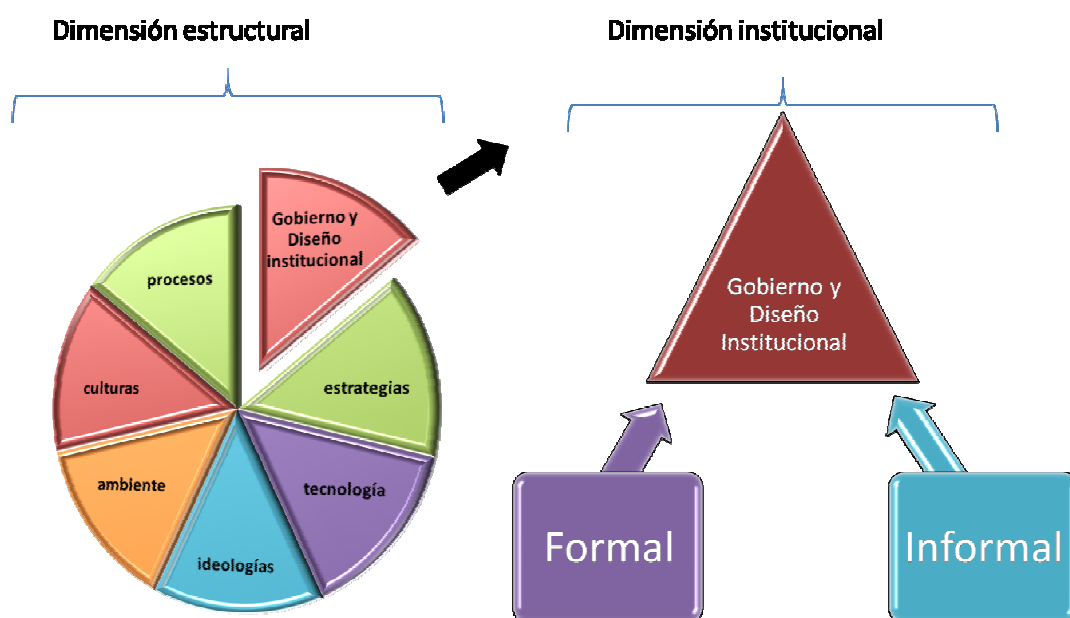 Dimensión estructural
Dimensión institucional
Gobierno y
Diseño
institucional
procesos
estrategias
culturas
tecnología
ambiente
ideologías
Gobierno y
Diseño
Institucional
Formal
Informal